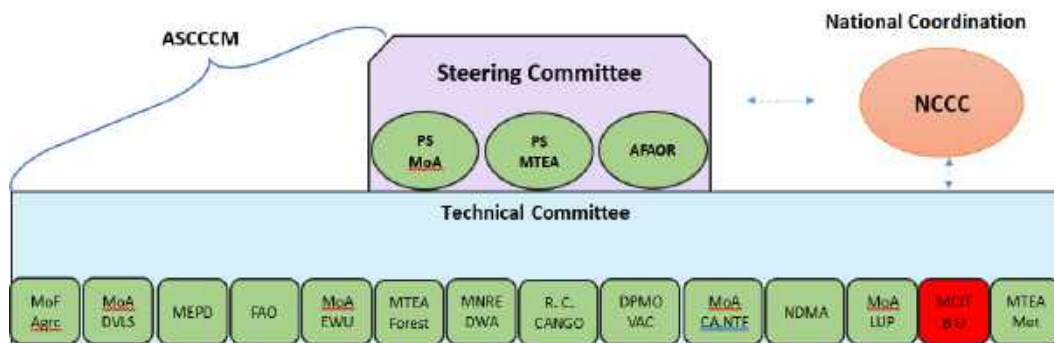 National Coordination
ASCCCM
Steering Committee
NCCC
PS
MoA
PS
MTEA
AFAOR
Technical Committee
MoF
Agrc
MoA
DVLS
MEPD
FAO
MoA
EWU
MTEA
Forest
MNRE
DWA
R. C.
CANGO
DPMO
VAC
MoA
CA.NTE
NDMA
MoA
LUP
MTEA
Met